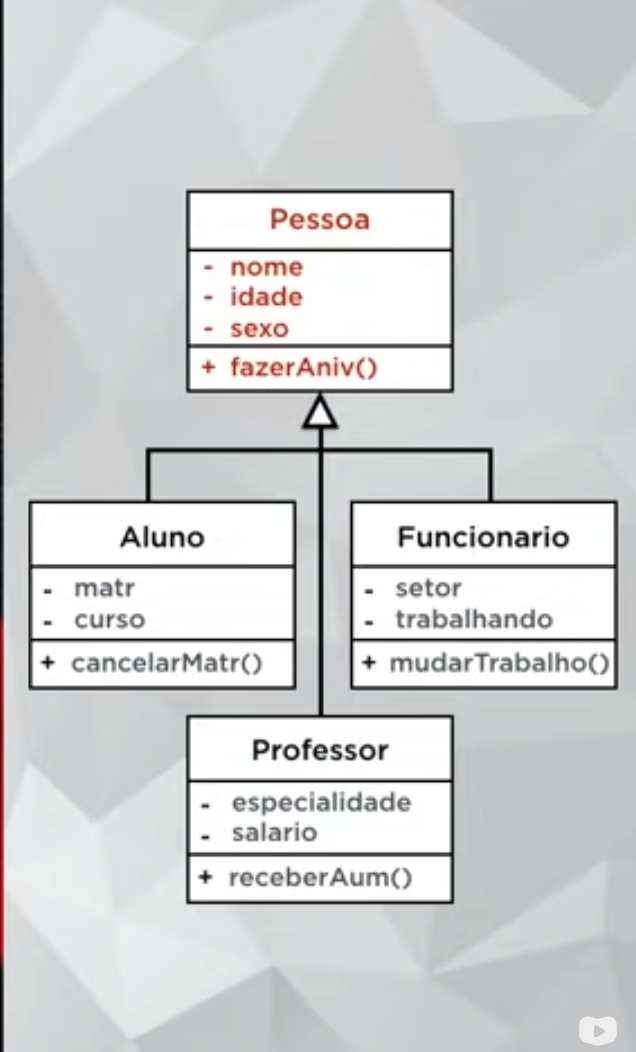 Pessoa
- nome
- idade
- sexo
+ fazerAniv()
Aluno
- matr
- curso
+ cancelarMatr()
Funcionario
- setor
- trabalhando
+ mudarTrabalho()
Professor
- especialidade
- salario
+ receberAum()